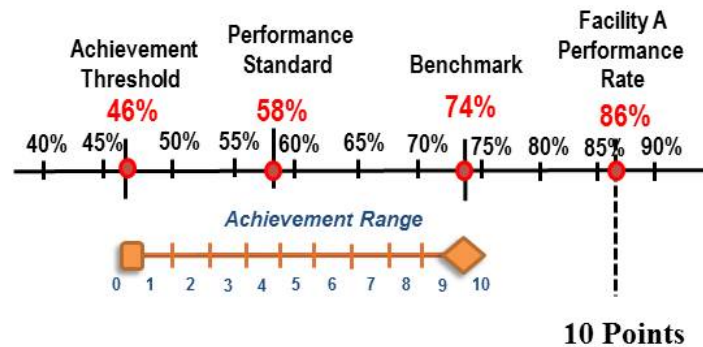 Achievement
Threshold
46%
Performance
Standard
58%
Benchmark
74%
Facility A
Performance
Rate
86%
40% 45% 50% 55% 60% 65% 70% 75% 80% 85% 90%
Achievement Range
0 1 2 3 4 5 6 7 8 9 10
10 Points